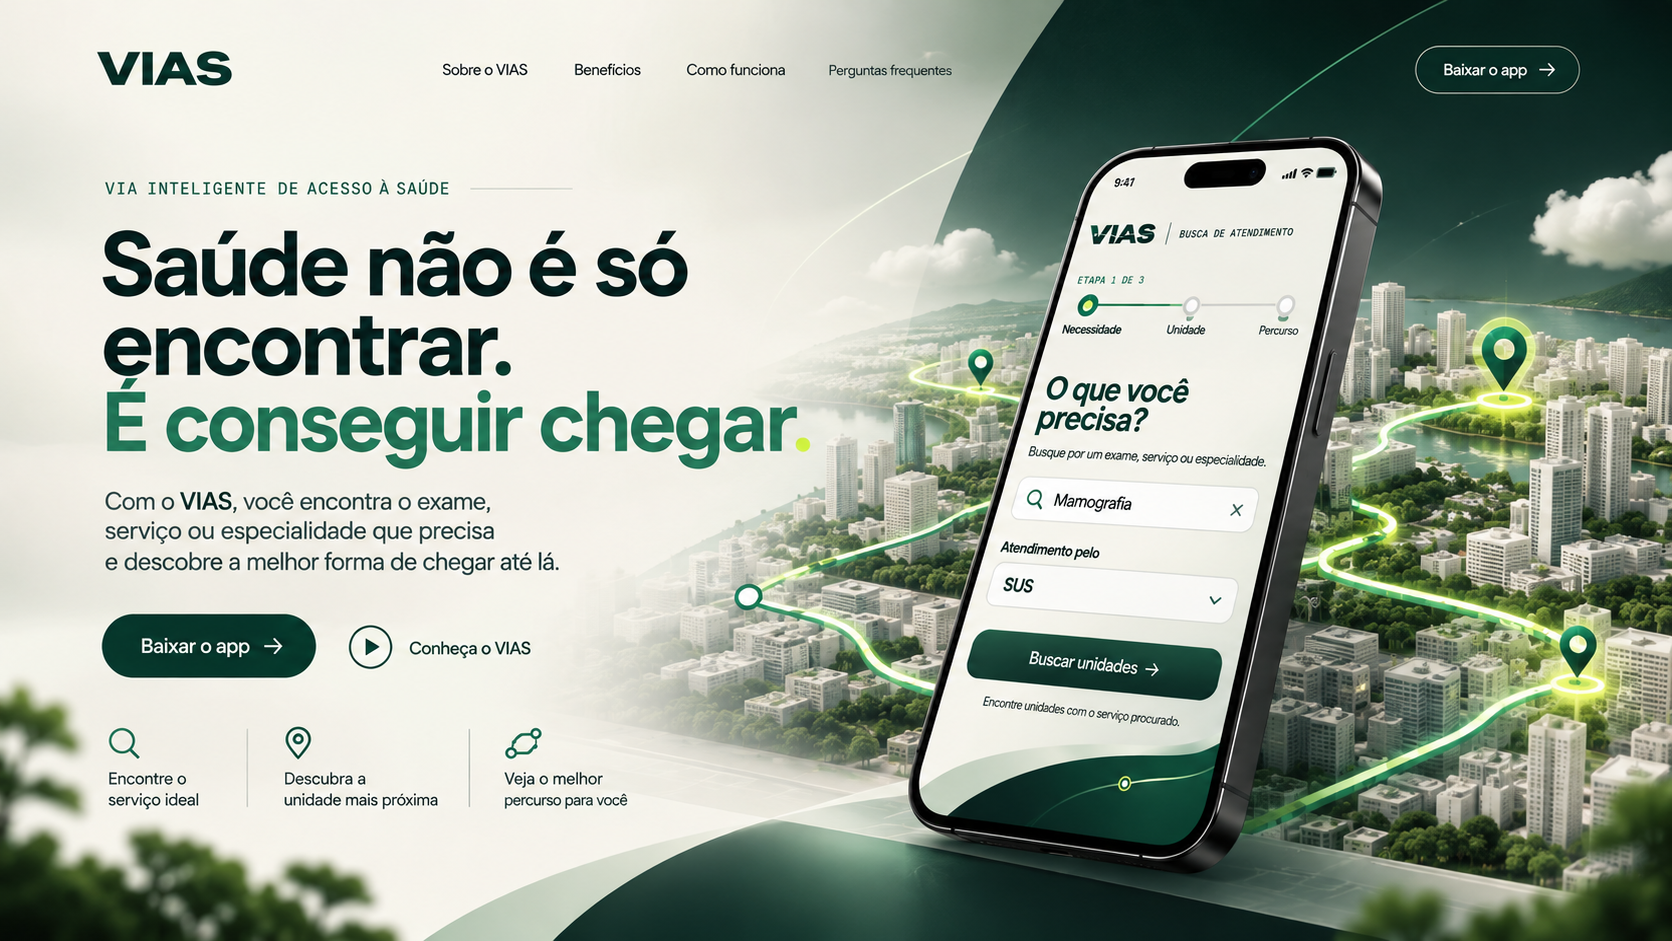 VIAS
Sobre o VIAS
Benefícios
Como funciona
Perguntas frequentes
Baixar o app →
VIA INTELIGENTE DE ACESSO À SAÚDE
Saúde não é só
encontrar.
É conseguir chegar.
Com o VIAS, você encontra o exame,
serviço ou especialidade que precisa
e descobre a melhor forma de chegar até lá.
Baixar o app →
Conheça o VIAS
Encontre o
serviço ideal
Descubra a
unidade mais próxima
Veja o melhor
percurso para você
9:41
VIAS | BUSCA DE ATENDIMENTO
ETAPA 1 DE 3
Necessidade
Unidade
Percurso
O que você
precisa?
Busque por um exame, serviço ou especialidade.
Mamografia
Atendimento pelo
SUS
Buscar unidades →
Encontre unidades com o serviço procurado.